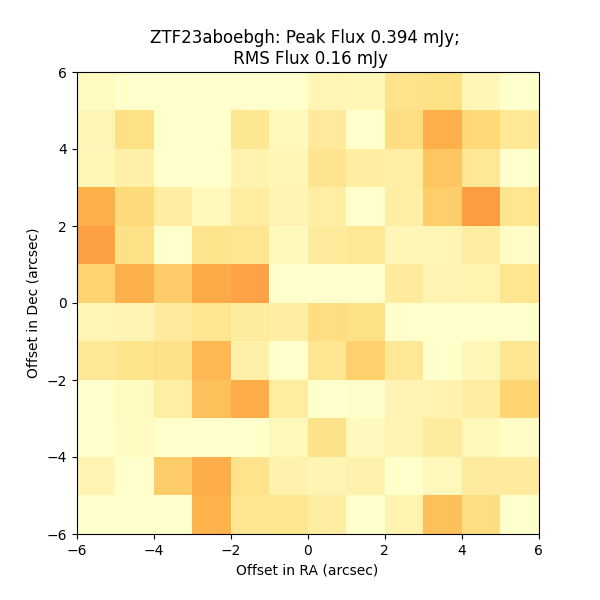 ZTF23aboebgh: Peak Flux 0.394 mJy;
RMS Flux 0.16 mJy
6
4
2
0
−2
−4
−6
Offset in Dec (arcsec)
−6 −4 −2 0 2 4 6
Offset in RA (arcsec)